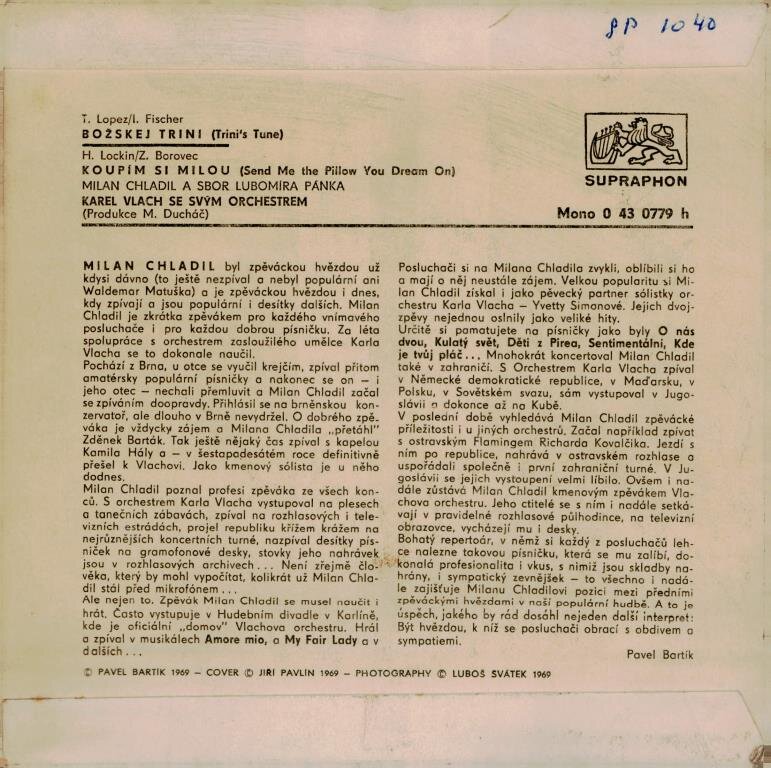 SP 1040
T. Lopez/I. Fischer
BOŽSKEJ TRINI (Trini's Tune)
H. Lockin/Z. Borovec
KOUPÍM SI MILOU (Send Me the Pillow You Dream On)
MILAN CHLADIL A SBOR LUBOMÍRA PÁNKA
KAREL VLACH SE SVÝM ORCHESTREM
(Produkce M. Ducháč)
SUPRAPHON
Mono 0 43 0779 h
MILAN CHLADIL byl zpěváckou hvězdou už
kdysi dávno (to ještě nezpíval a nebyl populární ani
Waldemar Matuška) a je zpěváckou hvězdou i dnes,
kdy zpívají a jsou populární i desítky dalších. Milan
Chladil je zkrátka zpěvákem pro každého vnímavého
posluchače i pro každou dobrou písničku. Za léta
spolupráce s orchestrem zasloužilého umělce Karla
Vlacha se to dokonale naučil.
Pochází z Brna, u otce se vyučil krejčím, zpíval přitom
amatérsky populární písničky a nakonec se on – i
jeho otec – nechali přemluvit a Milan Chladil začal
se zpíváním doopravdy. Přihlásil se na brněnskou kon-
zervatoř, ale dlouho v Brně nevydržel. O dobrého zpě-
váka je vždycky zájem a Milana Chladila „přetáhl"
Zděnek Barták. Tak ještě nějaký čas zpíval s kapelou
Kamila Hály a – v šestapadesátém roce definitivně
přešel k Vlachovi. Jako kmenový sólista je u něho
dodnes.
Milan Chladil poznal profesi zpěváka ze všech kon-
ců. S orchestrem Karla Vlacha vystupoval na plesech
a tanečních zábavách, zpíval na rozhlasových i tele-
vizních estrádách, projel republiku křížem krážem na
nejrůznějších koncertních turné, nazpíval desítky pís-
niček na gramofonové desky, stovky jeho nahrávek
jsou v rozhlasových archivech ... Není zřejmě člo-
věka, který by mohl vypočítat, kolikrát už Milan Chla-
dil stál před mikrofónem ...
Ale nejen to. Zpěvák Milan Chladil se musel naučit i
hrát. Často vystupuje v Hudebním divadle v Karlíně,
kde je oficiální „domov" Vlachova orchestru. Hrál
a zpíval v musikálech Amore mio, a My Fair Lady a v
dalších ...
Posluchači si na Milana Chladila zvykli, oblíbili si ho
a mají o něj neustále zájem. Velkou popularitu si Mi-
lan Chladil získal i jako pěvecký partner sólistky or-
chestru Karla Vlacha – Yvetty Simonové. Jejich dvoj-
zpěvy nejednou oslnily jako veliké hity.
Určitě si pamatujete na písničky jako byly O nás
dvou, Kulatý svět, Děti z Pirea, Sentimentální, Kde
je tvůj pláč ... Mnohokrát koncertoval Milan Chladil
také v zahraničí. S Orchestrem Karla Vlacha zpíval
v Německé demokratické republice, v Maďarsku, v
Polsku, v Sovětském svazu, sám vystupoval v Jugo-
slávii a dokonce až na Kubě.
V poslední době vyhledává Milan Chladil zpěvácké
příležitosti i u jiných orchestrů. Začal například zpívat
s ostravským Flamingem Richarda Kovalčika. Jezdí s
ním po republice, nahrává v ostravském rozhlase a
uspořádali společně i první zahraniční turné. V Ju-
goslávii se jejich vystoupení velmi líbilo. Ovšem i na-
dále zůstává Milan Chladil kmenovým zpěvákem Vla-
chova orchestru. Jeho ctitelé se s ním i nadále setká-
vají v pravidelné rozhlasové půlhodince, na televizní
obrazovce, vycházejí mu i desky.
Bohatý repertoár, v němž si každý z posluchačů leh-
ce nalezne takovou písničku, která se mu zalíbí, do-
konalá profesionalita i vkus, s nimiž jsou skladby na-
hrány, i sympatický zevnějšek – to všechno i nadá-
le zajišťuje Milanu Chladilovi pozici mezi předními
zpěváckými hvězdami v naší populární hudbě. A to je
úspěch, jakého by rád dosáhl nejeden další interpret:
Být hvězdou, k níž se posluchači obrací s obdivem a
sympatiemi.
Pavel Bartík
© PAVEL BARTÍK 1969 – COVER © JIŘÍ PAVLÍN 1969 – PHOTOGRAPHY © LUBOŠ SVÁTEK 1969